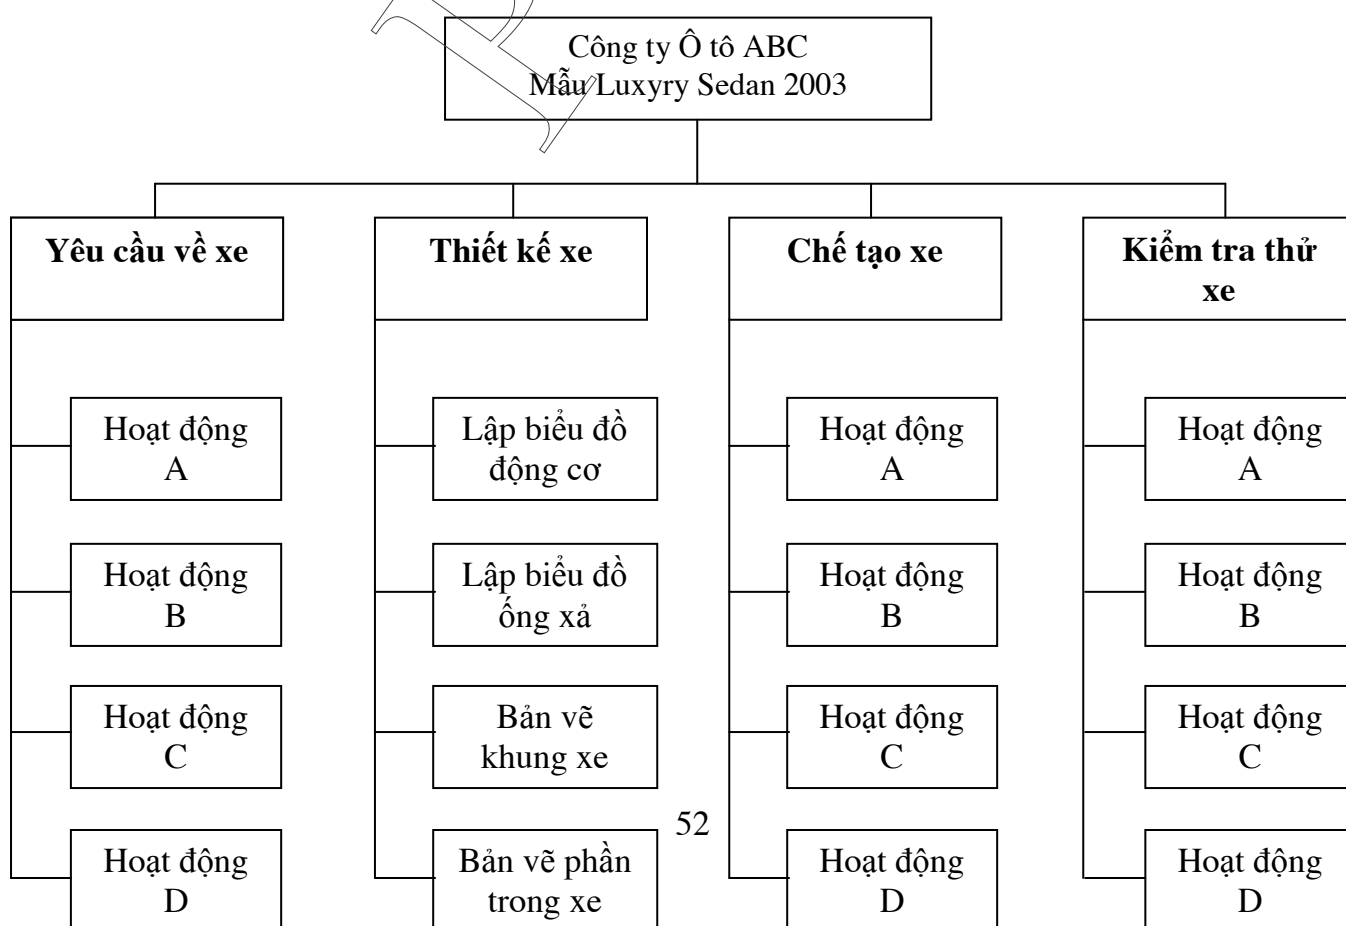 Công ty Ô tô ABC
Mẫu Luxyry Sedan 2003
Yêu cầu về xe
Thiết kế xe
Chế tạo xe
Kiểm tra thử
xe
Hoạt động
A
Lập biểu đồ
động cơ
Hoạt động
A
Hoạt động
A
Hoạt động
B
Lập biểu đồ
ống xả
Hoạt động
B
Hoạt động
B
Hoạt động
C
Bản vẽ
khung xe
Hoạt động
C
Hoạt động
C
52
Hoạt động
D
Bản vẽ phần
trong xe
Hoạt động
D
Hoạt động
D